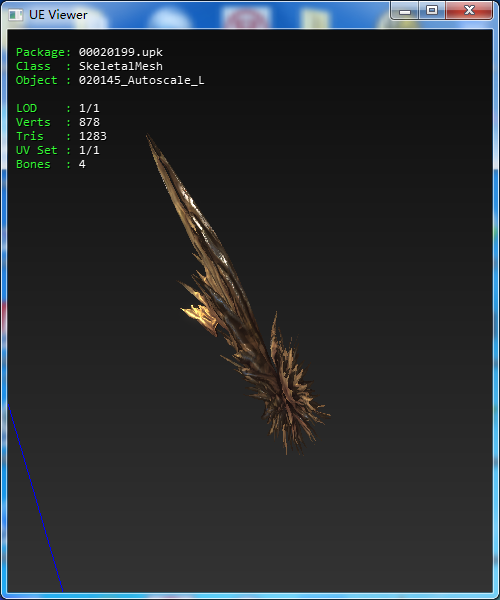 UE Viewer
Package: 00020199.upk
Class : SkeletalMesh
Object : 020145_Autoscale_L
LOD : 1/1
Verts : 878
Tris : 1283
UV Set : 1/1
Bones : 4